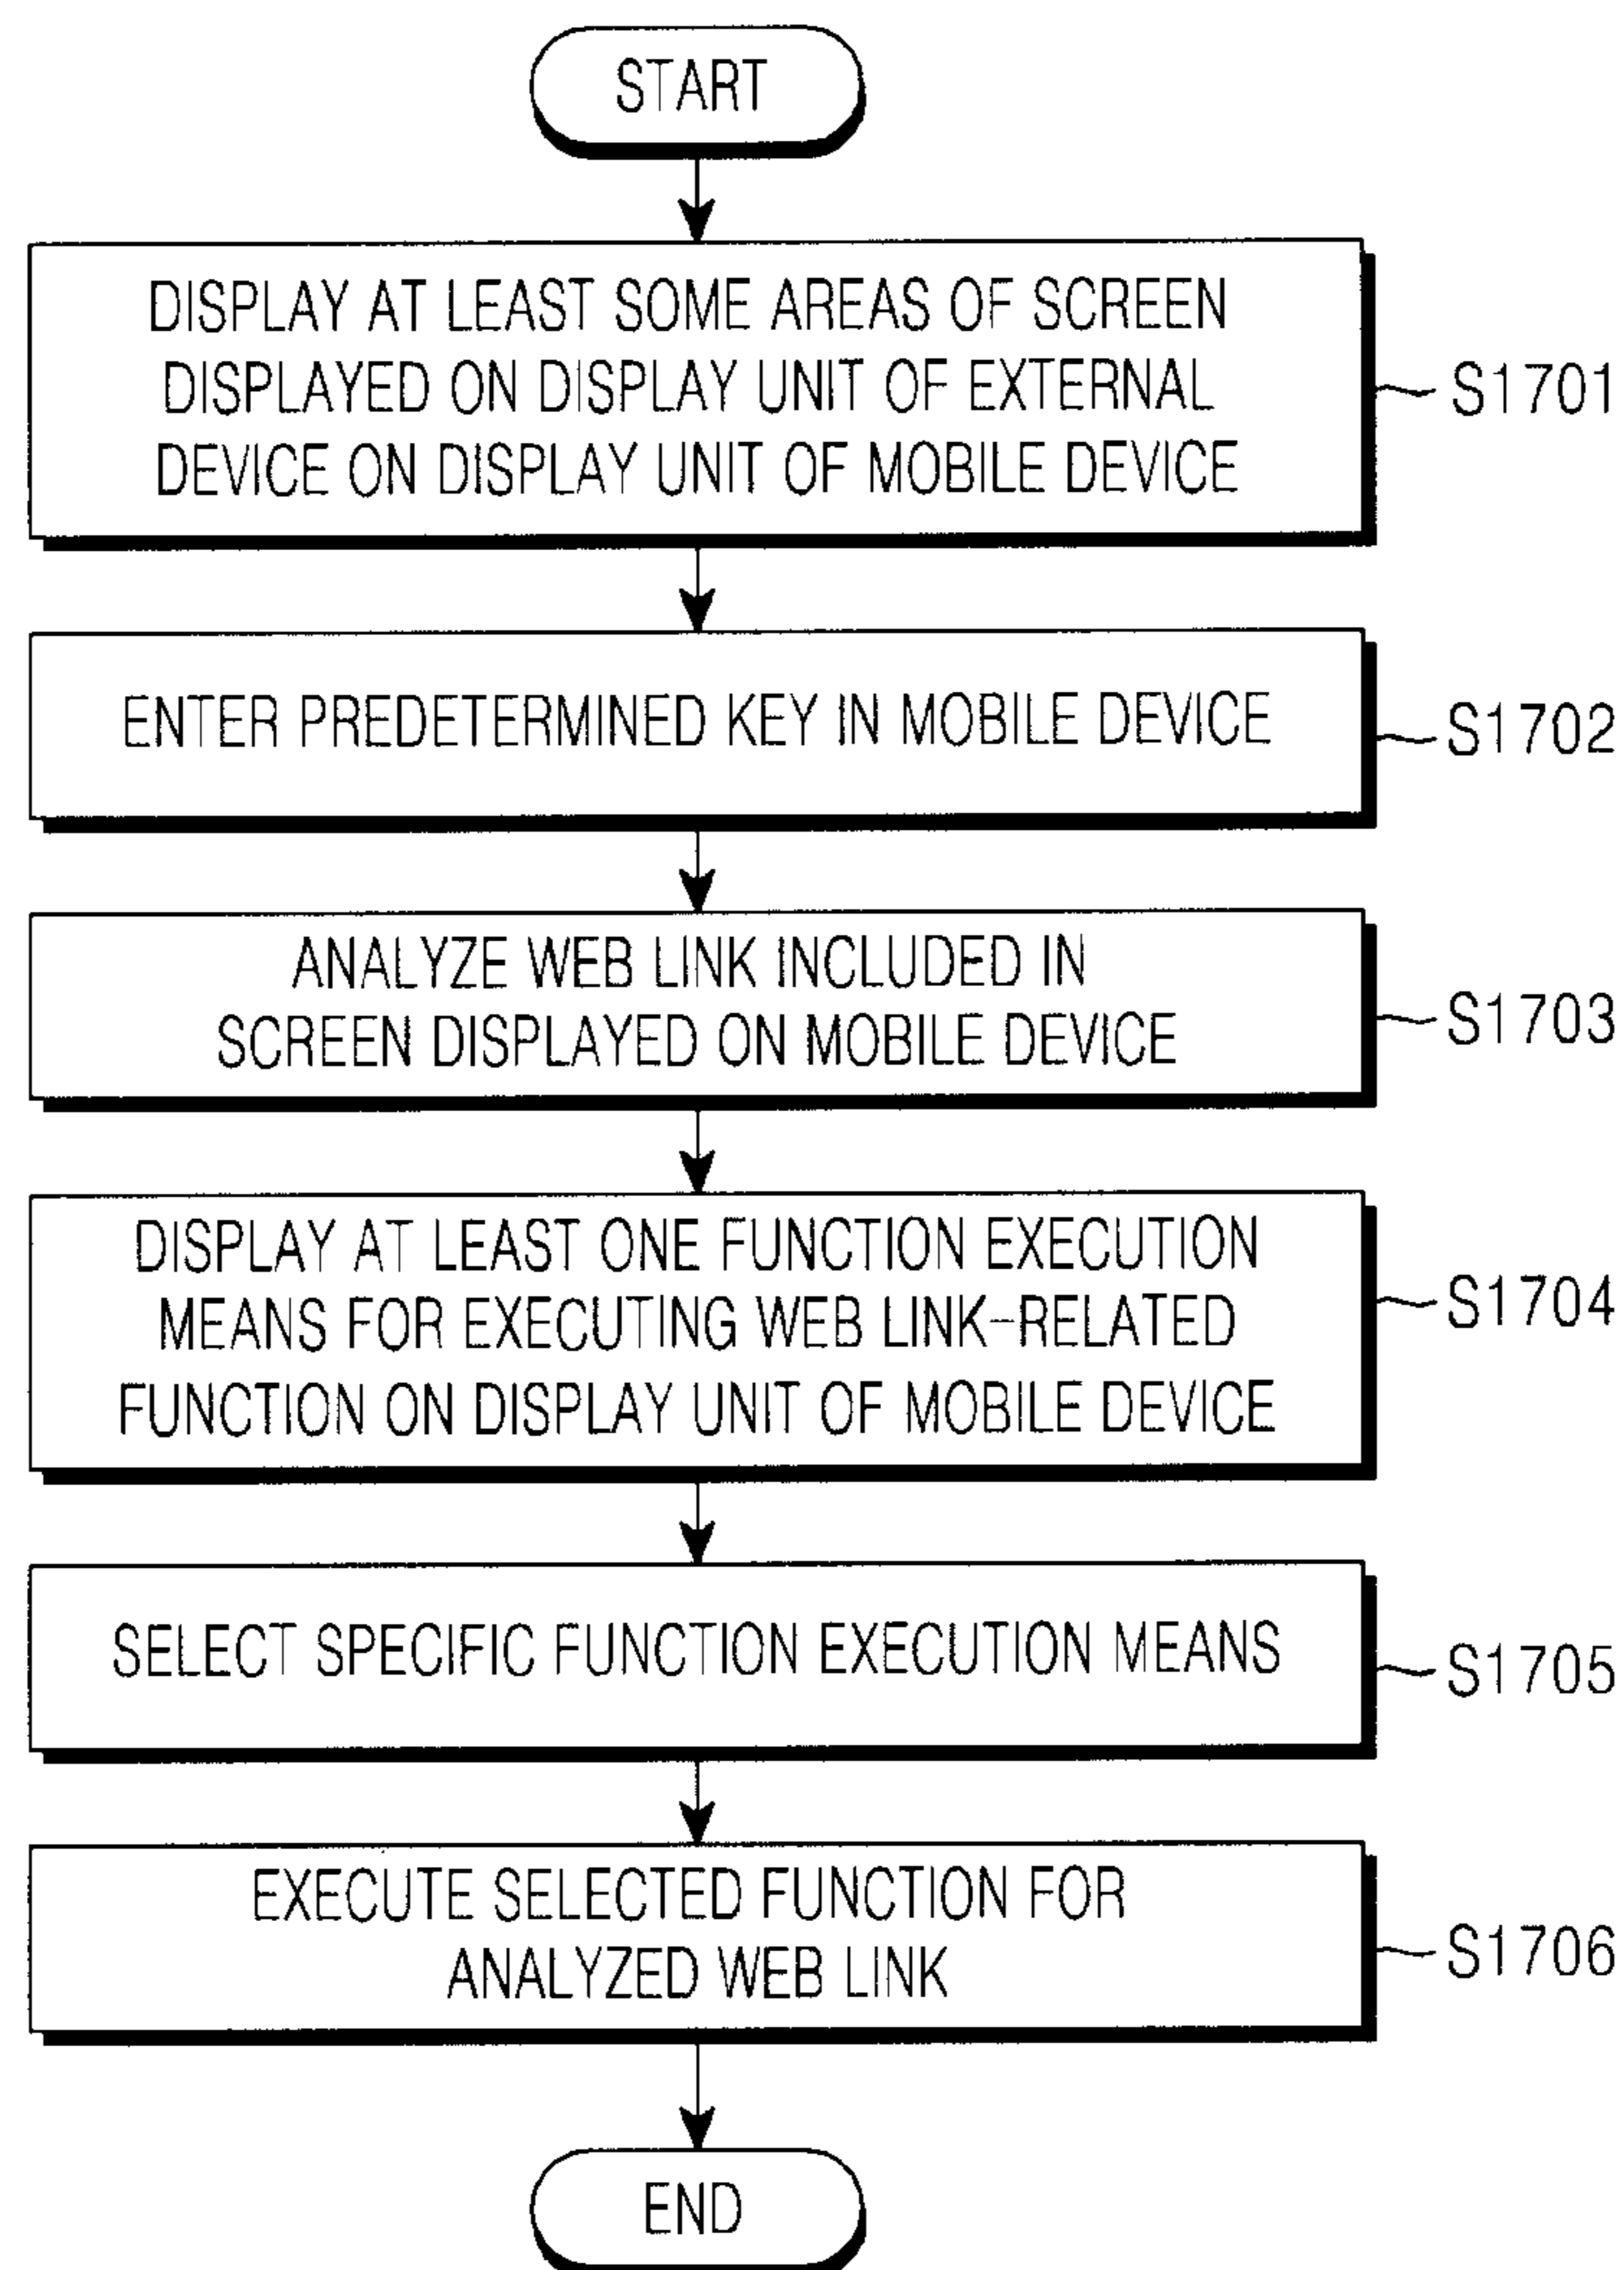 START
DISPLAY AT LEAST SOME AREAS OF SCREEN
DISPLAYED ON DISPLAY UNIT OF EXTERNAL
DEVICE ON DISPLAY UNIT OF MOBILE DEVICE
S1701
ENTER PREDETERMINED KEY IN MOBILE DEVICE
S1702
ANALYZE WEB LINK INCLUDED IN
SCREEN DISPLAYED ON MOBILE DEVICE
S1703
DISPLAY AT LEAST ONE FUNCTION EXECUTION
MEANS FOR EXECUTING WEB LINK-RELATED
FUNCTION ON DISPLAY UNIT OF MOBILE DEVICE
S1704
SELECT SPECIFIC FUNCTION EXECUTION MEANS
S1705
EXECUTE SELECTED FUNCTION FOR
ANALYZED WEB LINK
S1706
END